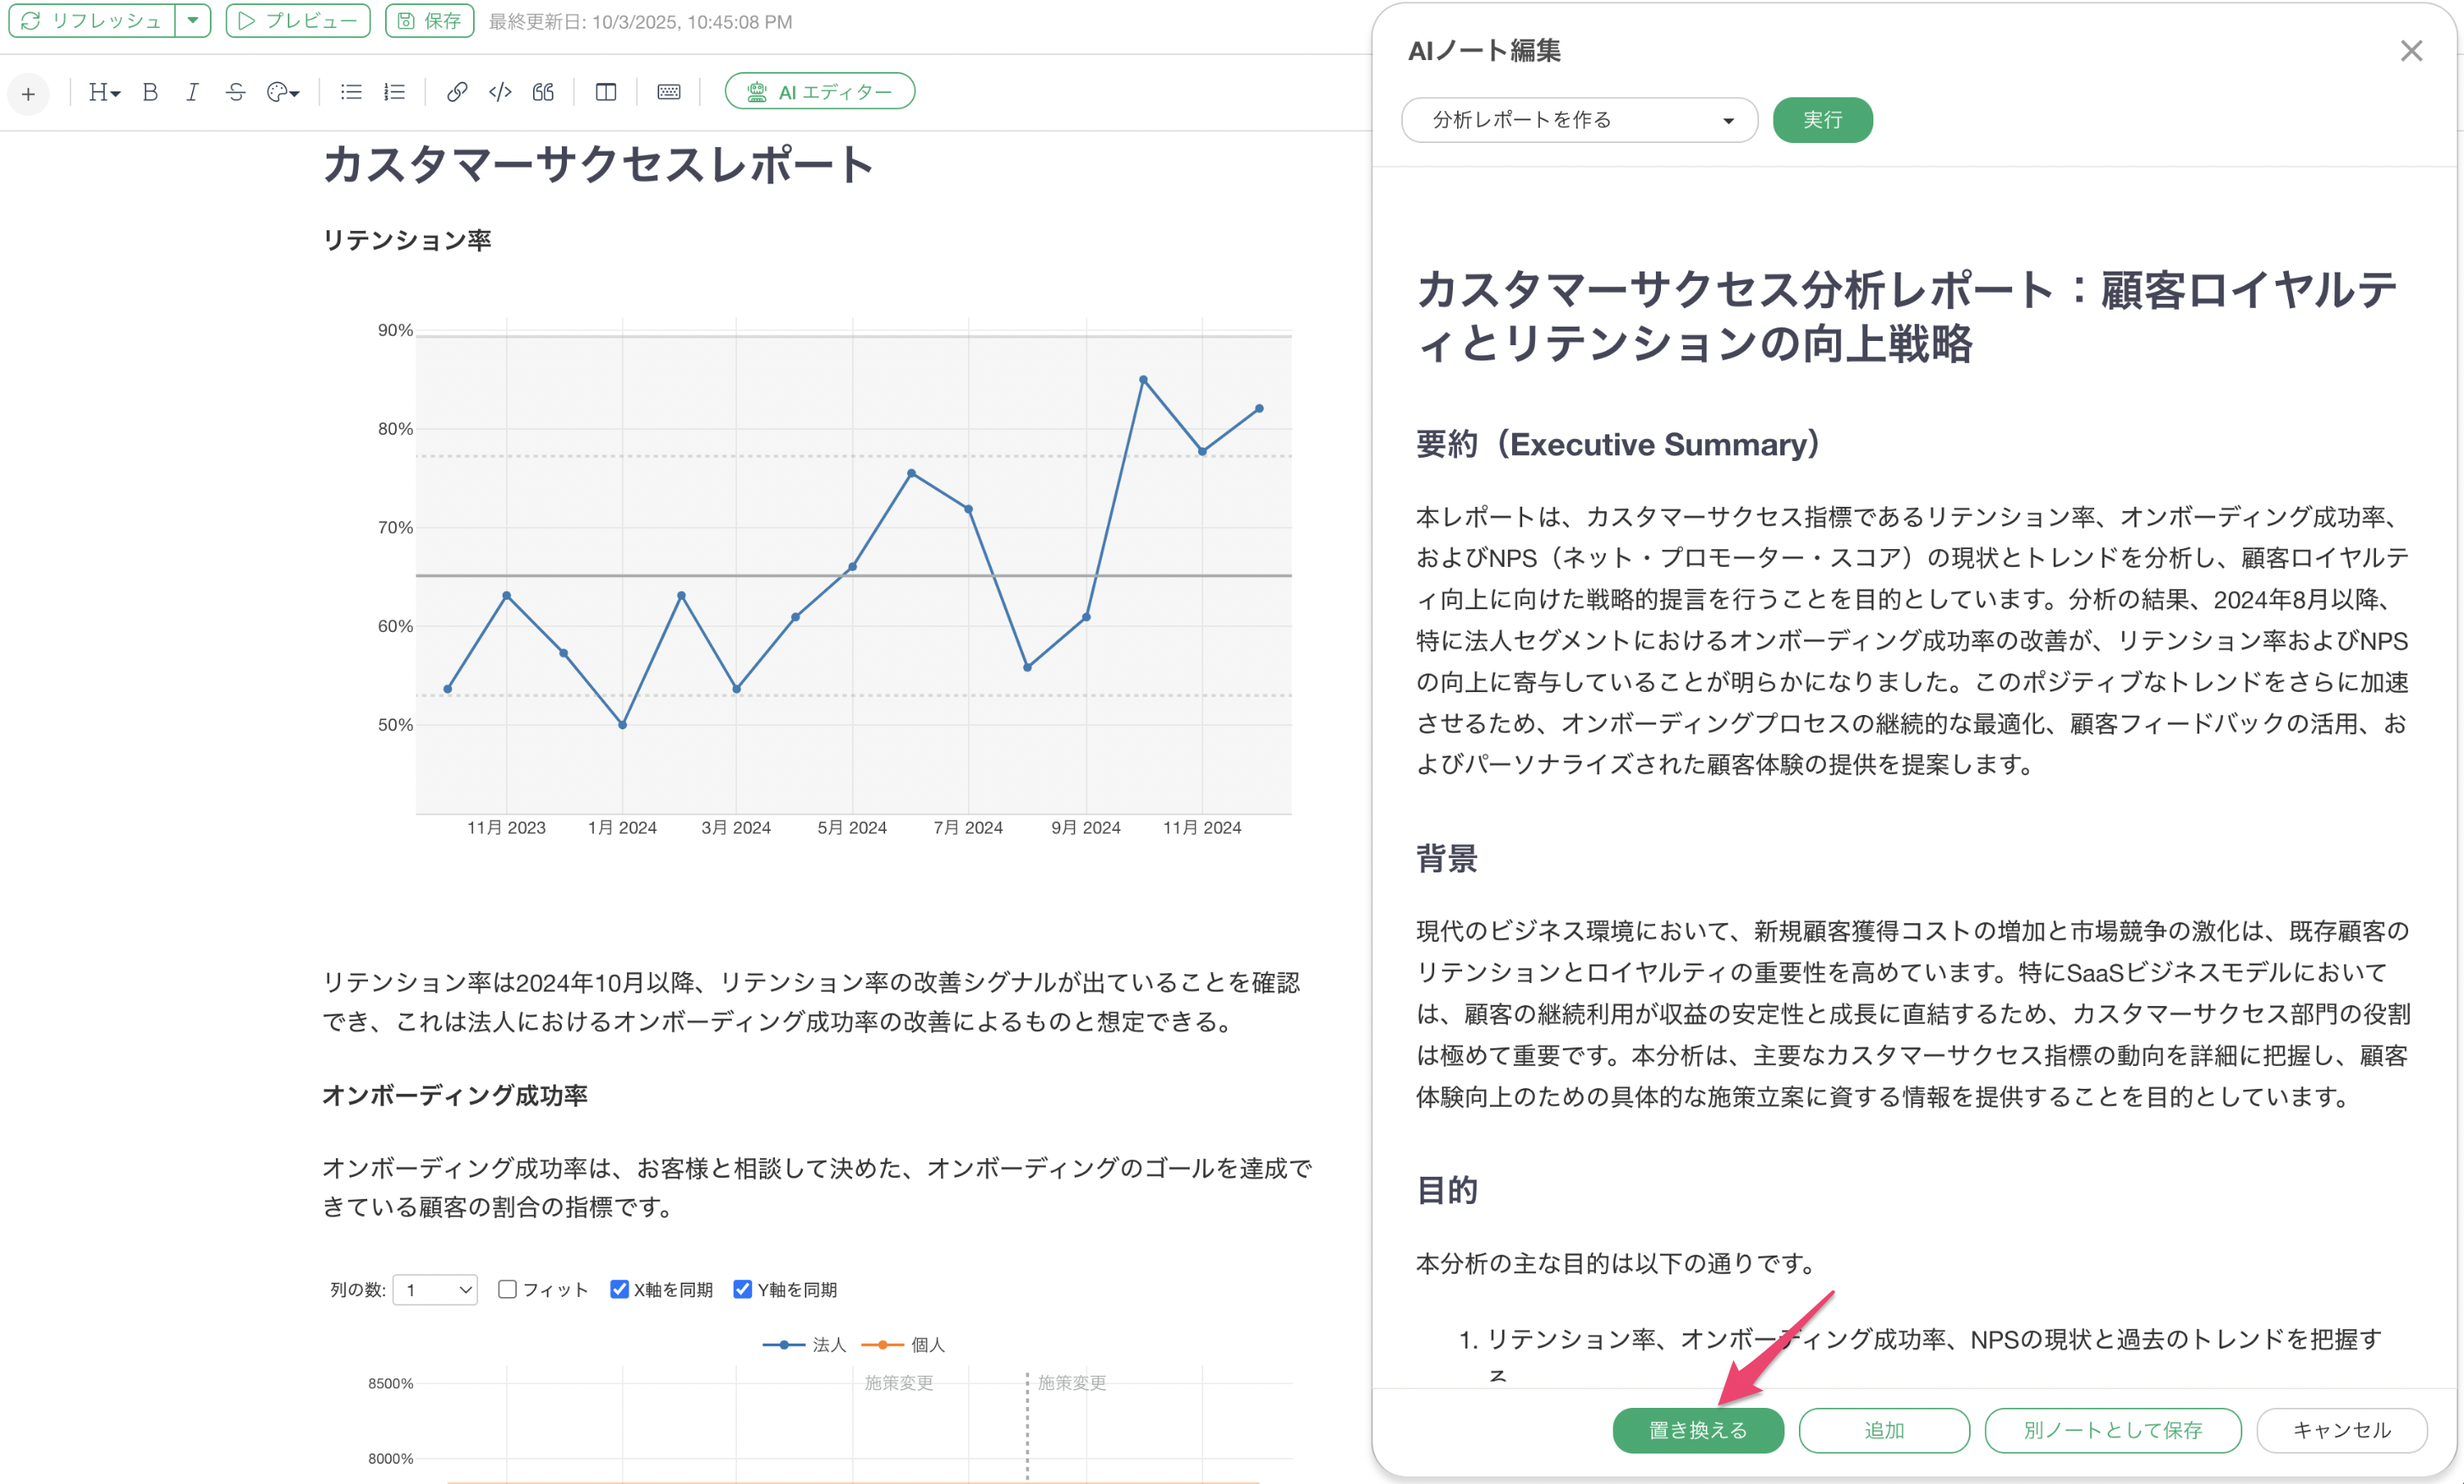 リフレッシュ
プレビュー
保存
最終更新日: 10/3/2025, 10:45:08 PM
H
B
I
S
AI エディター
カスタマーサクセスレポート
リテンション率
90%
80%
70%
60%
50%
11月 2023
1月 2024
3月 2024
5月 2024
7月 2024
9月 2024
11月 2024
リテンション率は2024年10月以降、リテンション率の改善シグナルが出ていることを確認
でき、これは法人におけるオンボーディング成功率の改善によるものと想定できる。
オンボーディング成功率
オンボーディング成功率は、お客様と相談して決めた、オンボーディングのゴールを達成で
きている顧客の割合の指標です。
列の数: 1 フィット X軸を同期 Y軸を同期
法人 個人
8500%
施策変更 施策変更
8000%
AIノート編集
分析レポートを作る
実行
カスタマーサクセス分析レポート：顧客ロイヤルテ
ィとリテンションの向上戦略
要約（Executive Summary）
本レポートは、カスタマーサクセス指標であるリテンション率、オンボーディング成功率、
およびNPS（ネット・プロモーター・スコア）の現状とトレンドを分析し、顧客ロイヤルテ
ィ向上に向けた戦略的提言を行うことを目的としています。分析の結果、2024年8月以降、
特に法人セグメントにおけるオンボーディング成功率の改善が、リテンション率およびNPS
の向上に寄与していることが明らかになりました。このポジティブなトレンドをさらに加速
させるため、オンボーディングプロセスの継続的な最適化、顧客フィードバックの活用、お
よびパーソナライズされた顧客体験の提供を提案します。
背景
現代のビジネス環境において、新規顧客獲得コストの増加と市場競争の激化は、既存顧客の
リテンションとロイヤルティの重要性を高めています。特にSaaSビジネスモデルにおいて
は、顧客の継続利用が収益の安定性と成長に直結するため、カスタマーサクセス部門の役割
は極めて重要です。本分析は、主要なカスタマーサクセス指標の動向を詳細に把握し、顧客
体験向上のための具体的な施策立案に資する情報を提供することを目的としています。
目的
本分析の主な目的は以下の通りです。
1. リテンション率、オンボーディング成功率、NPSの現状と過去のトレンドを把握す
る
置き換える
追加
別ノートとして保存
キャンセル